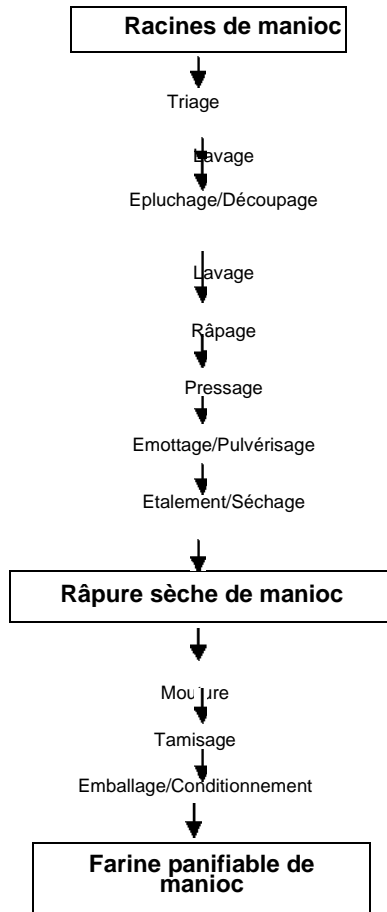 Racines de manioc
Triage
Lavage
Epluchage/Découpage
Lavage
Râpage
Pressage
Emottage/Pulvérisage
Etalement/Séchage
Râpure sèche de manioc
Mouture
Tamisage
Emballage/Conditionnement
Farine panifiable de
manioc